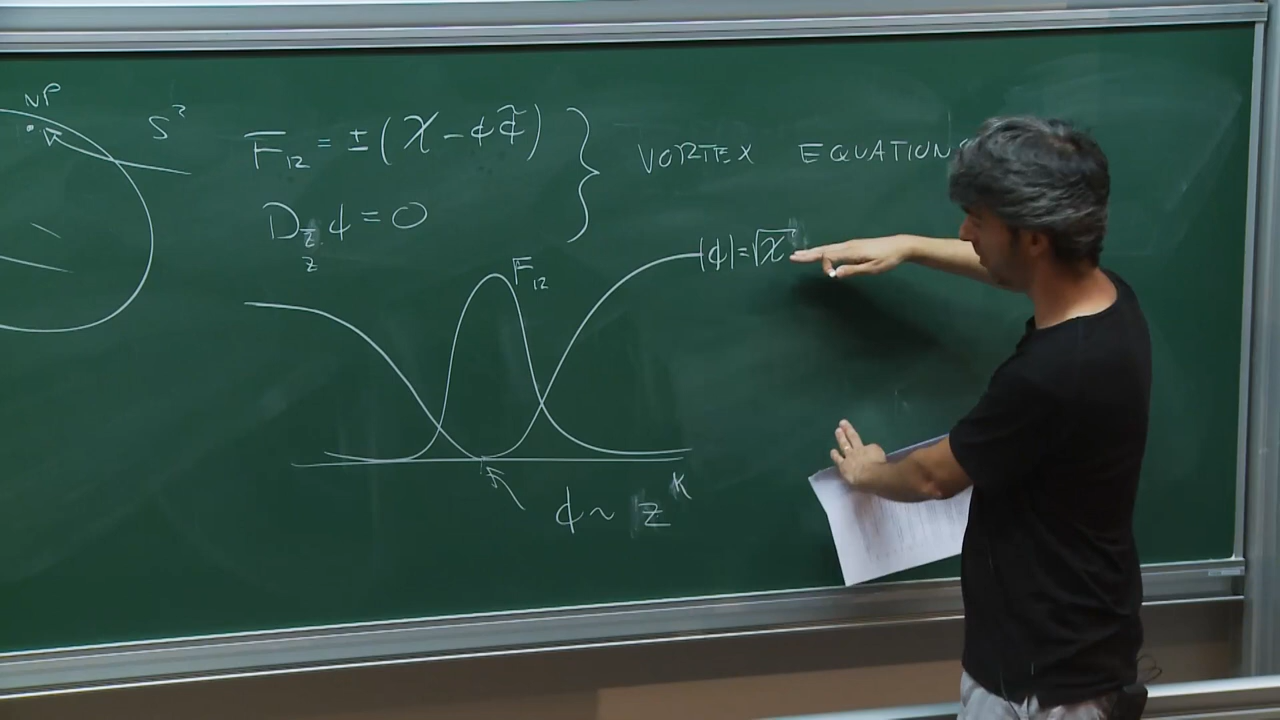 NP
S²
F₁₂ = ±(χ − ϕϕ̃)
VORTEX EQUATIONS
D_z̄ ϕ = 0
z
|ϕ| = √χ
F₁₂
ϕ ~ z^k